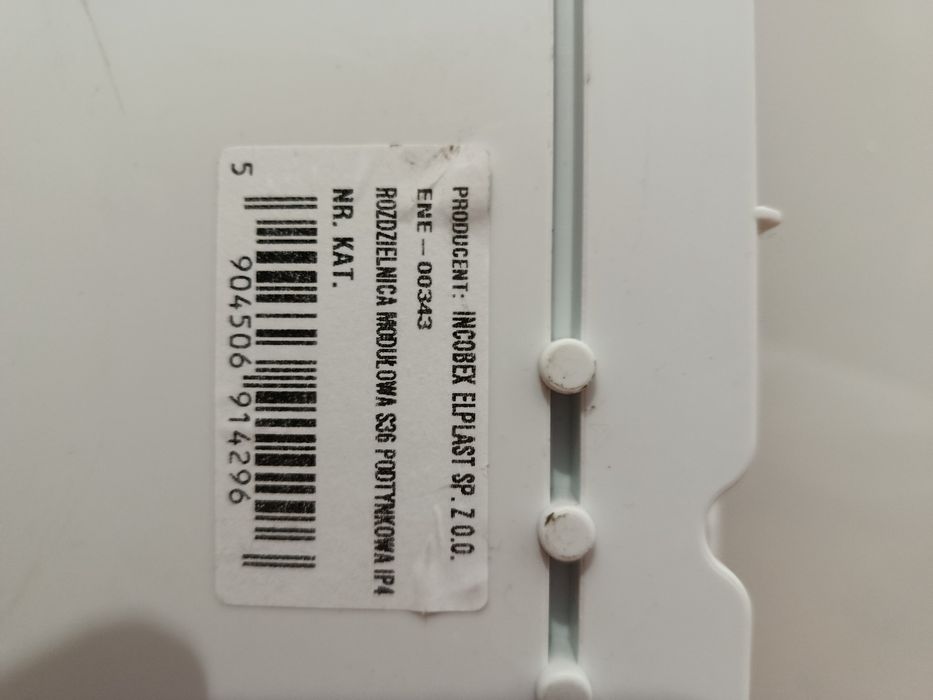 PRODUCENT: INCOBEX ELPLAST SP. Z O.O.
ENE - 00343
ROZDZIELNICA MODUŁOWA S36 PODTYNKOWA IP4
NR. KAT.
5 904506 914296